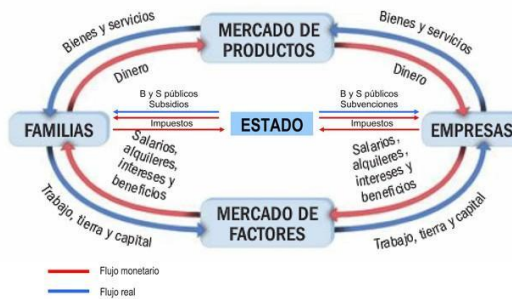 Bienes y servicios
MERCADO DE
PRODUCTOS
Bienes y servicios
Dinero
Dinero
B y S públicos
Subsidios
Impuestos
B y S públicos
Subvenciones
Impuestos
FAMILIAS
ESTADO
EMPRESAS
Salarios,
alquileres,
intereses y
beneficios
Salarios,
alquileres,
intereses y
beneficios
Trabajo, tierra y capital
MERCADO DE
FACTORES
Trabajo, tierra y capital
Flujo monetario
Flujo real